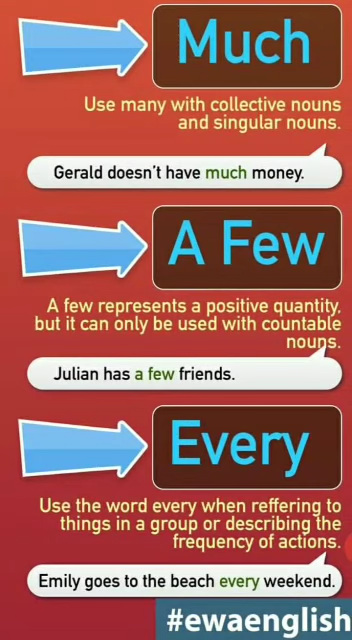 Much
Use many with collective nouns
and singular nouns.
Gerald doesn't have much money.
A Few
A few represents a positive quantity,
but it can only be used with countable
nouns.
Julian has a few friends.
Every
Use the word every when reffering to
things in a group or describing the
frequency of actions.
Emily goes to the beach every weekend.
#ewaenglish